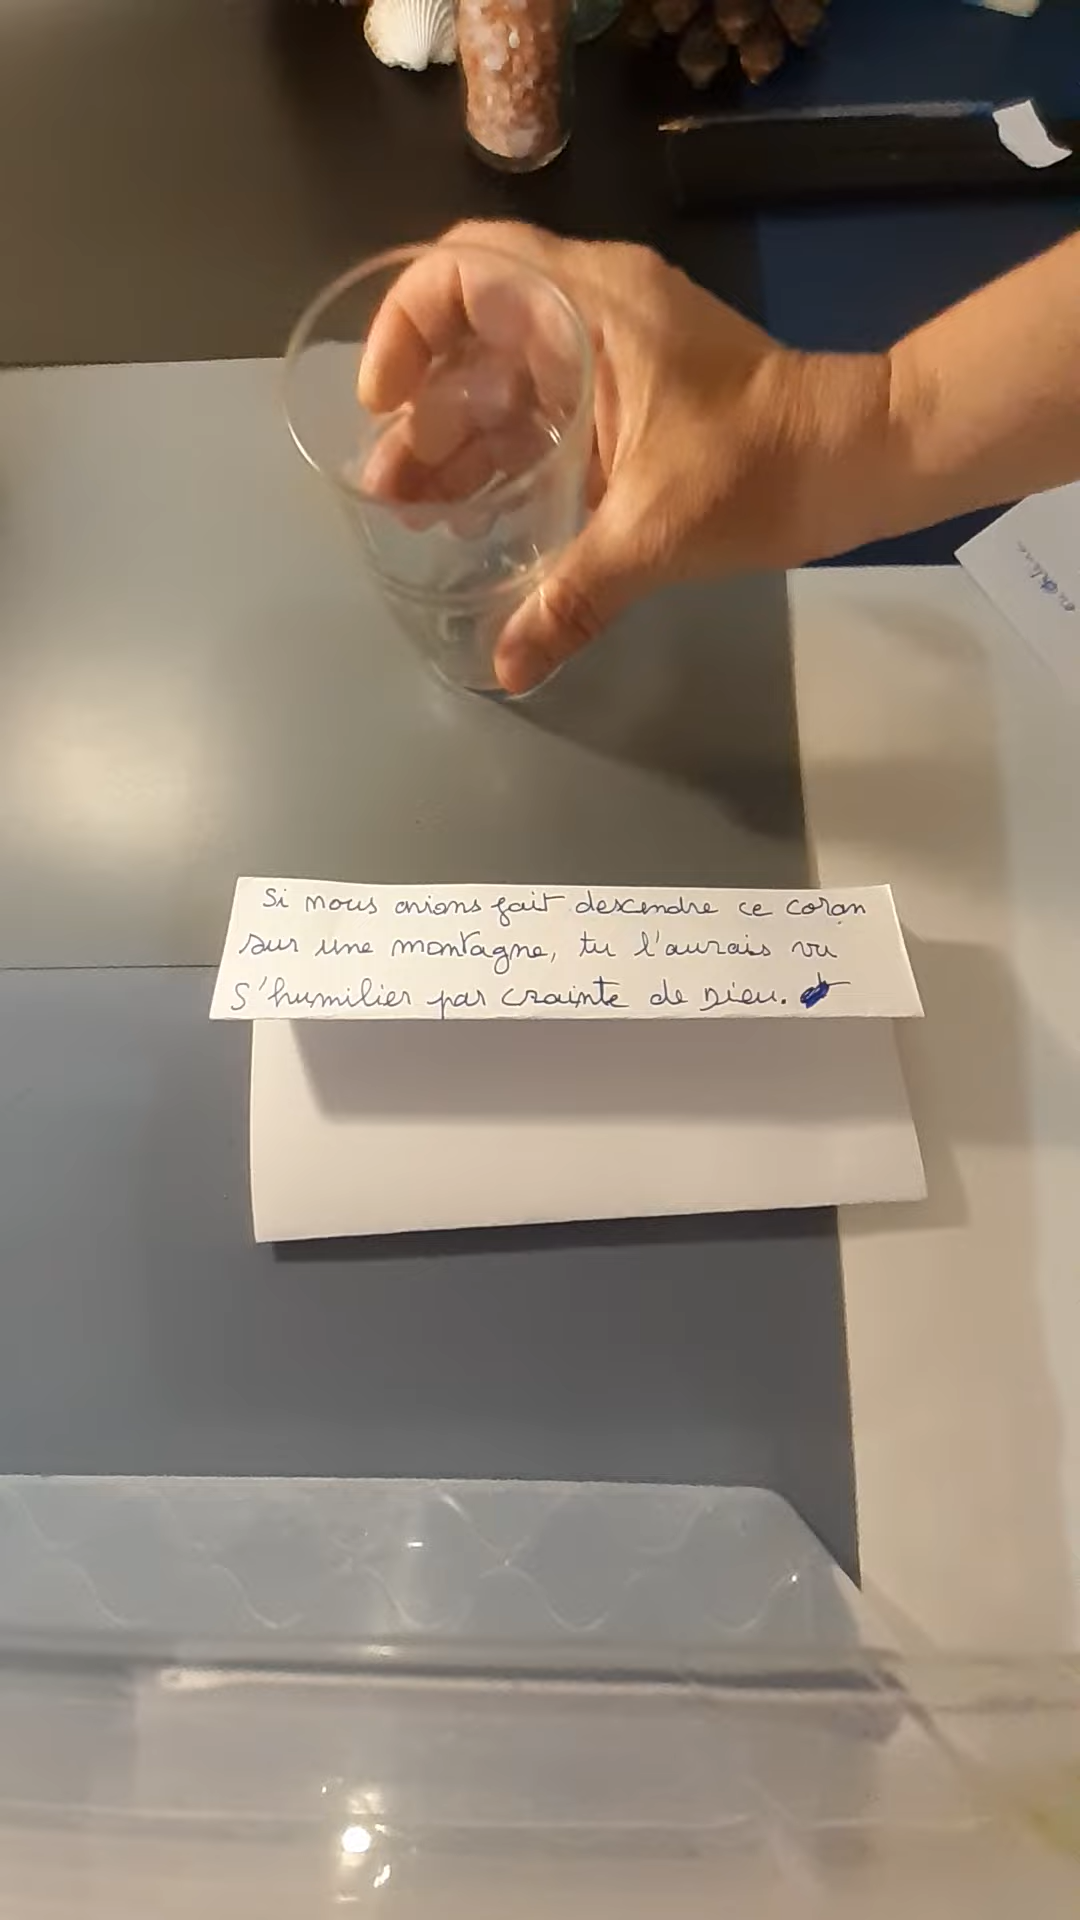 Si nous avions fait descendre ce coran
sur une montagne, tu l'aurais vu
s'humilier par crainte de Dieu.